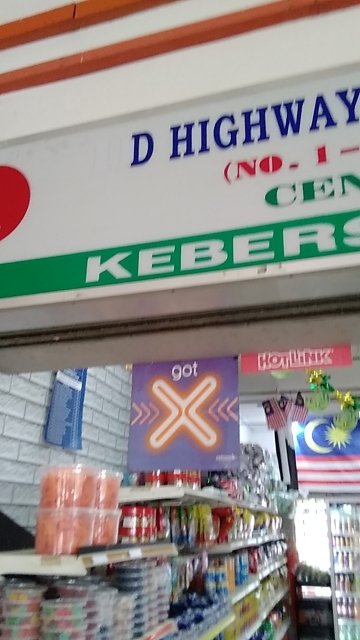 D HIGHWAY
(NO. 1-
CEN
KEBERS
got
X
HOTLINK